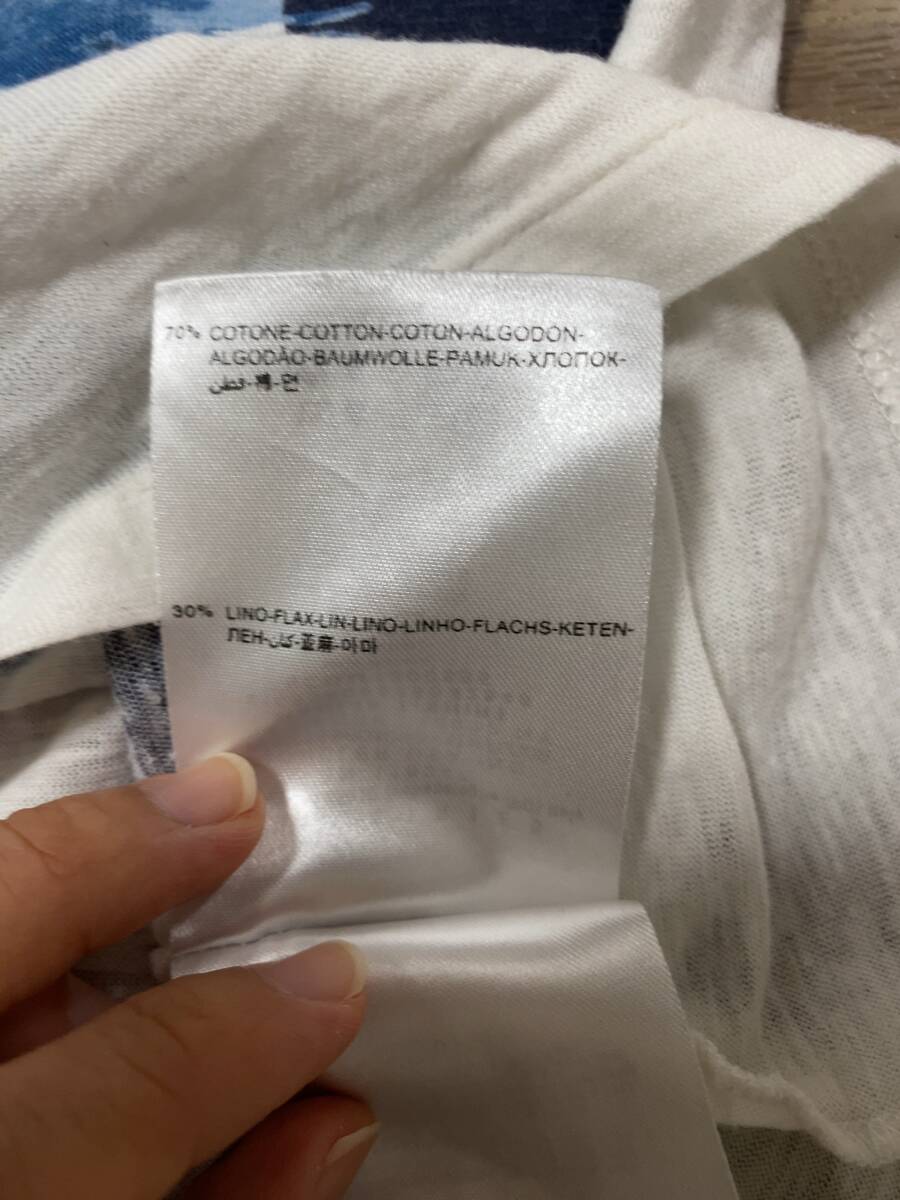 70% COTONE-COTTON-COTON-ALGODÓN-
ALGODÃO-BAUMWOLLE-PAMUK-ХЛОПОК-
قطن-棉-면
30% LINO-FLAX-LIN-LINO-LINHO-FLACHS-KETEN-
ЛЕН-كتان-亚麻-아마